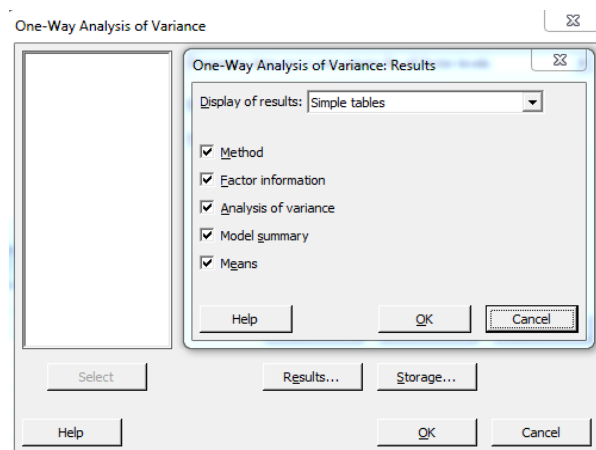 One-Way Analysis of Variance
One-Way Analysis of Variance: Results
Display of results: Simple tables
Method
Factor information
Analysis of variance
Model summary
Means
Help OK Cancel
Select Results... Storage...
Help OK Cancel